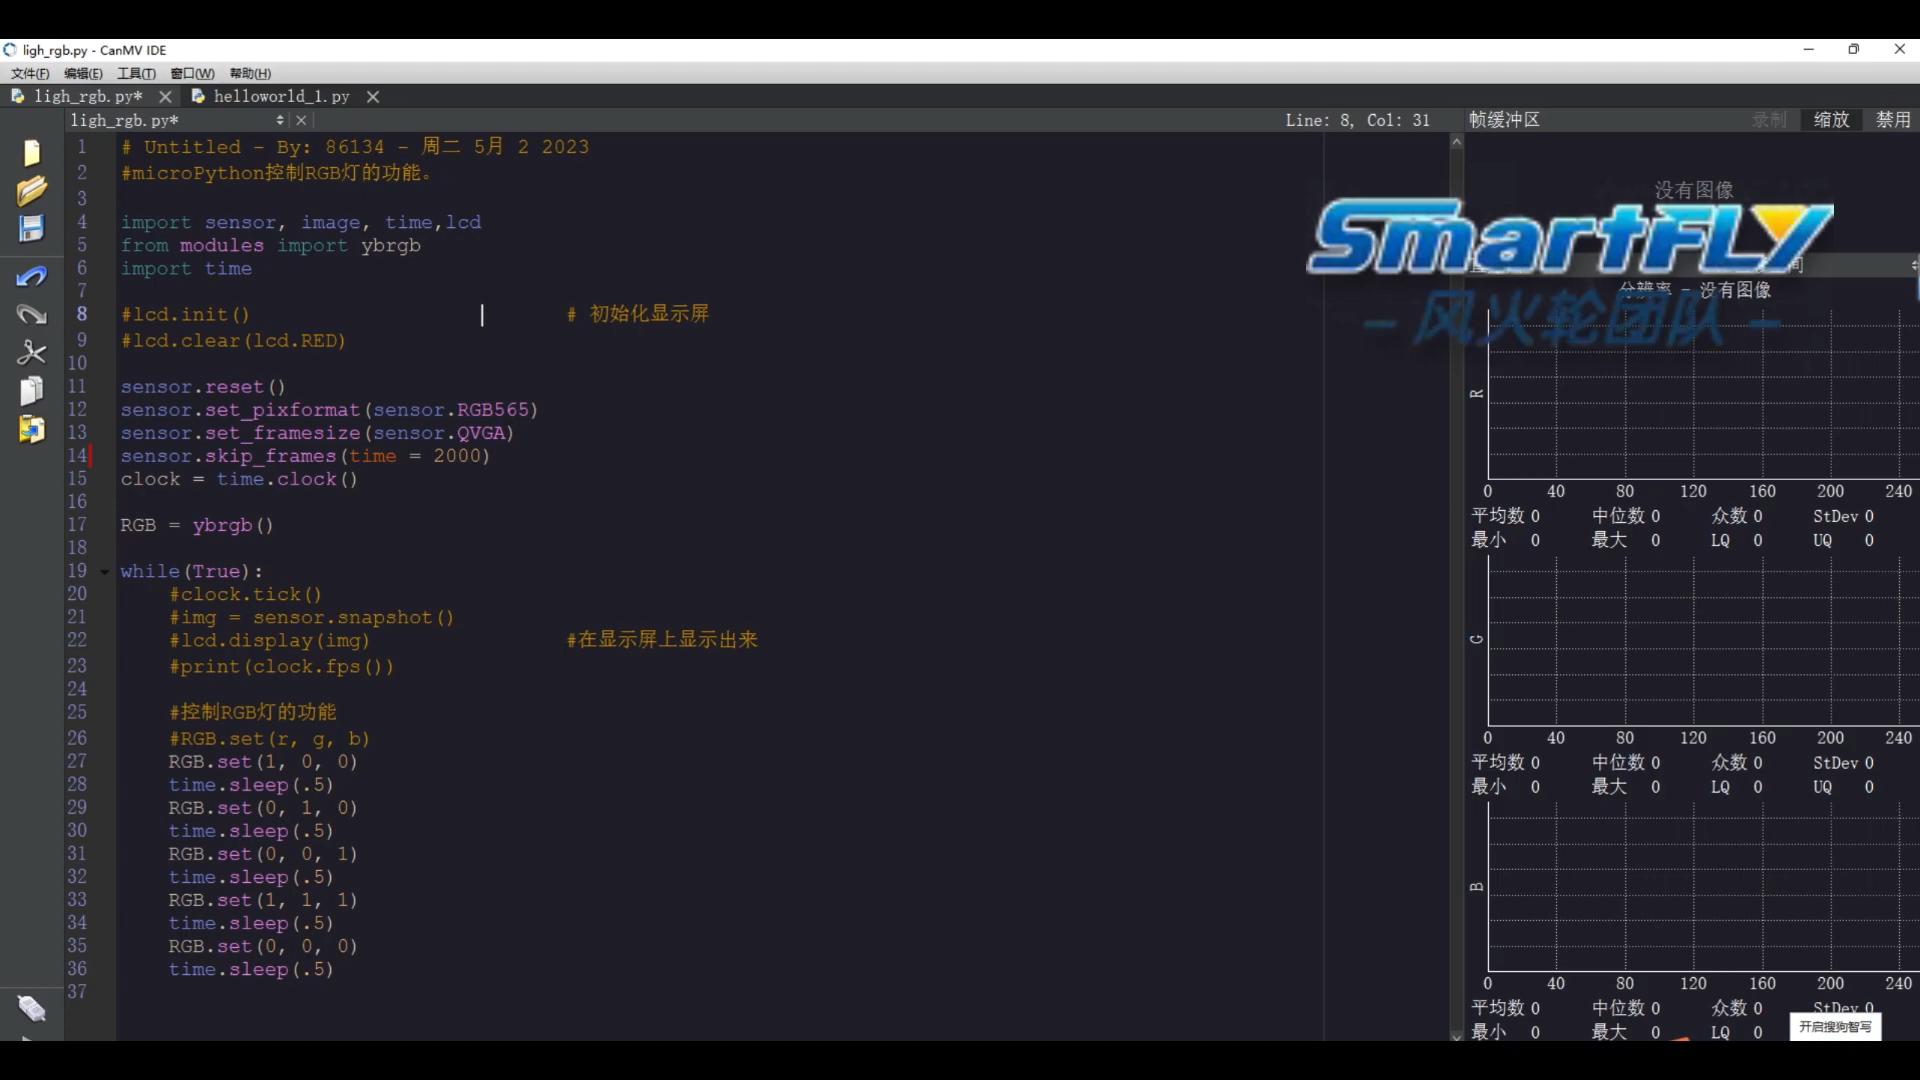 ligh_rgb.py - CanMV IDE
文件(F) 编辑(E) 工具(T) 窗口(W) 帮助(H)
ligh_rgb.py* helloworld_1.py
ligh_rgb.py* Line: 8, Col: 31 帧缓冲区 录制 缩放 禁用
1 # Untitled - By: 86134 - 周二 5月 2 2023
2 #microPython控制RGB灯的功能。
3
4 import sensor, image, time,lcd
5 from modules import ybrgb
6 import time
7
8 #lcd.init() # 初始化显示屏
9 #lcd.clear(lcd.RED)
10
11 sensor.reset()
12 sensor.set_pixformat(sensor.RGB565)
13 sensor.set_framesize(sensor.QVGA)
14 sensor.skip_frames(time = 2000)
15 clock = time.clock()
16
17 RGB = ybrgb()
18
19 while(True):
20 #clock.tick()
21 #img = sensor.snapshot()
22 #lcd.display(img) #在显示屏上显示出来
23 #print(clock.fps())
24
25 #控制RGB灯的功能
26 #RGB.set(r, g, b)
27 RGB.set(1, 0, 0)
28 time.sleep(.5)
29 RGB.set(0, 1, 0)
30 time.sleep(.5)
31 RGB.set(0, 0, 1)
32 time.sleep(.5)
33 RGB.set(1, 1, 1)
34 time.sleep(.5)
35 RGB.set(0, 0, 0)
36 time.sleep(.5)
37
没有图像
SmartFLY
间
分辨率 - 没有图像
- 风火轮团队 -
R
0 40 80 120 160 200 240
平均数 0 中位数 0 众数 0 StDev 0
最小 0 最大 0 LQ 0 UQ 0
G
0 40 80 120 160 200 240
平均数 0 中位数 0 众数 0 StDev 0
最小 0 最大 0 LQ 0 UQ 0
B
0 40 80 120 160 200 240
平均数 0 中位数 0 众数 0 StDev 0
最小 0 最大 0 LQ 0
开启搜狗智写